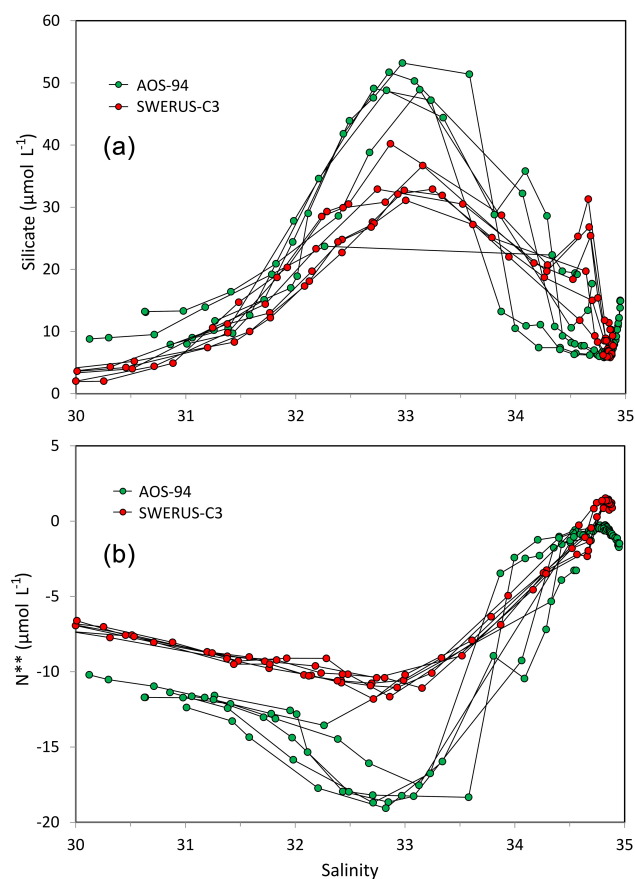 60
50
40
30
20
10
0
Silicate (µmol L⁻¹)
AOS-94
SWERUS-C3
(a)
30 31 32 33 34 35
5
0
-5
-10
-15
-20
N** (µmol L⁻¹)
AOS-94
SWERUS-C3
(b)
30 31 32 33 34 35
Salinity